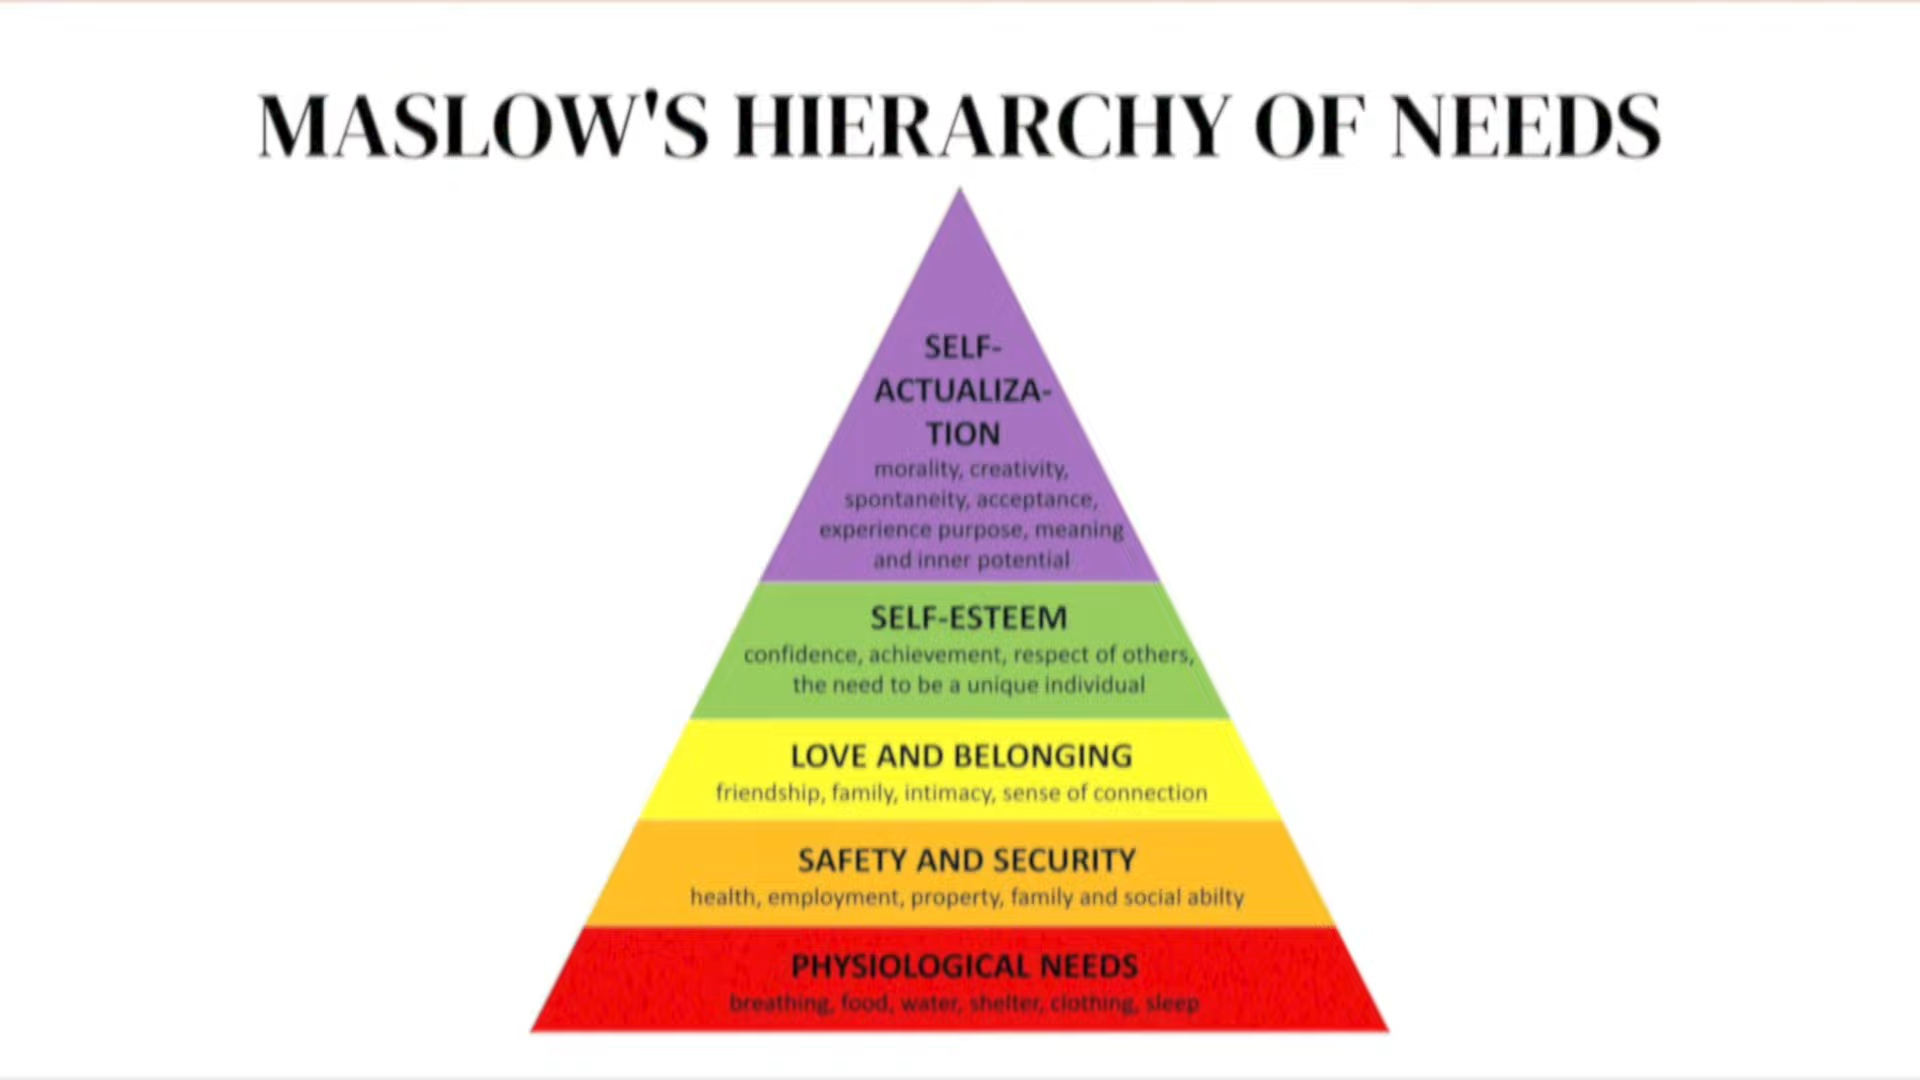 MASLOW'S HIERARCHY OF NEEDS
SELF-
ACTUALIZA-
TION
morality, creativity,
spontaneity, acceptance,
experience purpose, meaning
and inner potential
SELF-ESTEEM
confidence, achievement, respect of others,
the need to be a unique individual
LOVE AND BELONGING
friendship, family, intimacy, sense of connection
SAFETY AND SECURITY
health, employment, property, family and social abilty
PHYSIOLOGICAL NEEDS
breathing, food, water, shelter, clothing, sleep